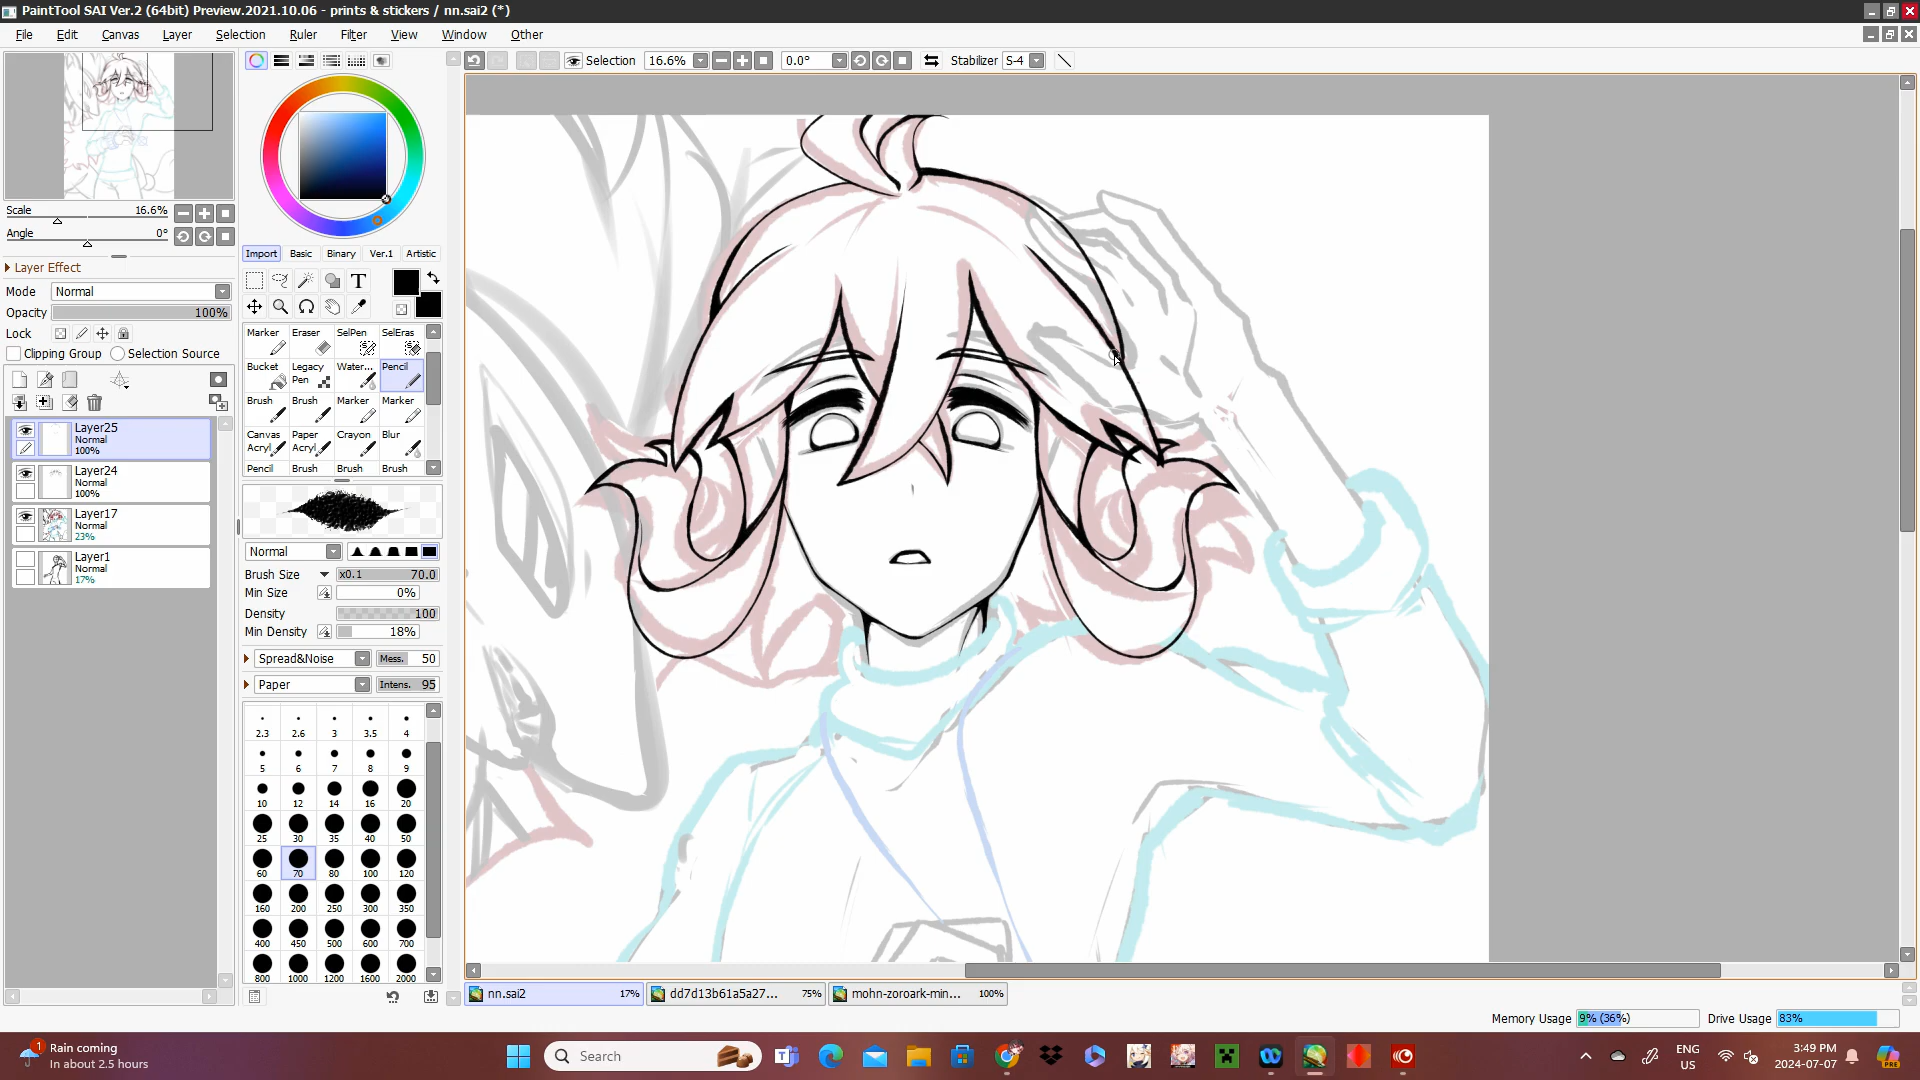 PaintTool SAI Ver.2 (64bit) Preview.2021.10.06 - prints & stickers / nn.sai2 (*)
File Edit Canvas Layer Selection Ruler Filter View Window Other
Selection 16.6% 0.0° Stabilizer S-4
Scale 16.6%
Angle 0°
Layer Effect
Mode Normal
Opacity 100%
Lock
Clipping Group Selection Source
Layer25
Normal
100%
Layer24
Normal
100%
Layer17
Normal
23%
Layer1
Normal
17%
Import Basic Binary Ver.1 Artistic
T
Marker Eraser SelPen SelEras
Bucket Legacy Pen Water... Pencil
Brush Brush Marker Marker
Canvas Acryl Paper Acryl Crayon Blur
Pencil Brush Brush Brush
Normal
Brush Size x0.1 70.0
Min Size 0%
Density 100
Min Density 18%
Spread&Noise Mess. 50
Paper Intens. 95
2.3 2.6 3 3.5 4
5 6 7 8 9
10 12 14 16 20
25 30 35 40 50
60 70 80 100 120
160 200 250 300 350
400 450 500 600 700
800 1000 1200 1600 2000
nn.sai2 17% dd7d13b61a5a27... 75% mohn-zoroark-min... 100%
Memory Usage 9% (36%) Drive Usage 83%
1 Rain coming
In about 2.5 hours
Search
ENG
US
3:49 PM
2024-07-07
PRE